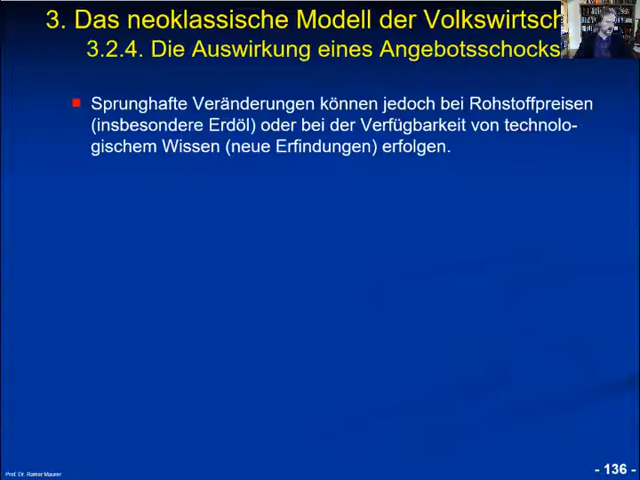 3. Das neoklassische Modell der Volkswirtsch
3.2.4. Die Auswirkung eines Angebotsschocks
Sprunghafte Veränderungen können jedoch bei Rohstoffpreisen
(insbesondere Erdöl) oder bei der Verfügbarkeit von technolo-
gischem Wissen (neue Erfindungen) erfolgen.
Prof. Dr. Rainer Maurer
- 136 -